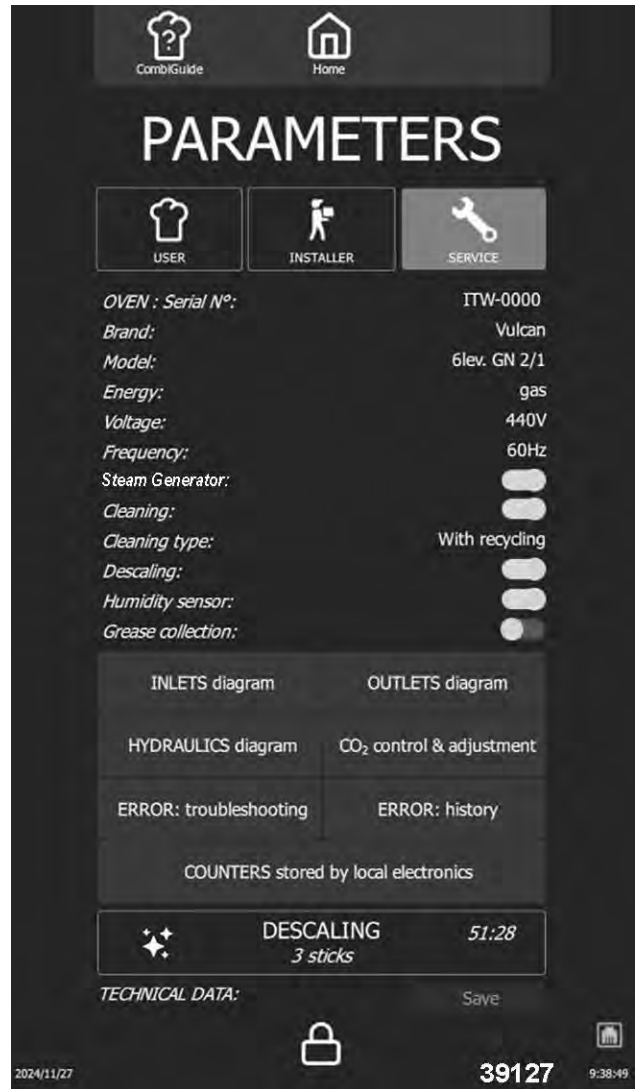 CombiGuide Home
PARAMETERS
USER INSTALLER SERVICE
OVEN : Serial N°: ITW-0000
Brand: Vulcan
Model: 6lev. GN 2/1
Energy: gas
Voltage: 440V
Frequency: 60Hz
Steam Generator:
Cleaning:
Cleaning type: With recycling
Descaling:
Humidity sensor:
Grease collection:
INLETS diagram OUTLETS diagram
HYDRAULICS diagram CO₂ control & adjustment
ERROR: troubleshooting ERROR: history
COUNTERS stored by local electronics
DESCALING 51:28
3 sticks
TECHNICAL DATA: Save
2024/11/27 39127 9:38:49